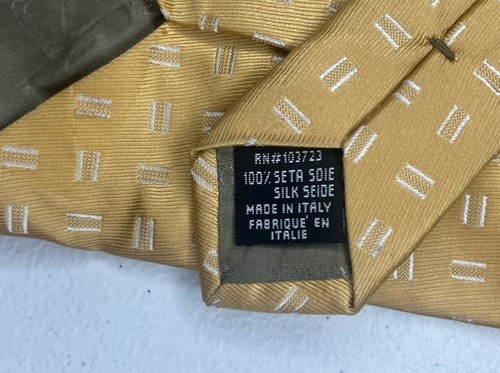 RN#103723
100% SETA SOIE
SILK SEIDE
MADE IN ITALY
FABRIQUÉ EN
ITALIE